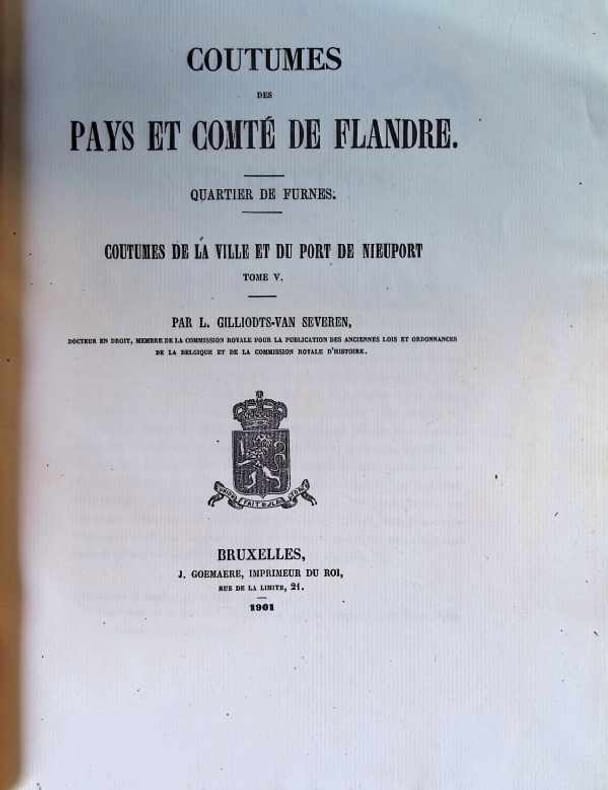 COUTUMES
DES
PAYS ET COMTÉ DE FLANDRE.
QUARTIER DE FURNES.
COUTUMES DE LA VILLE ET DU PORT DE NIEUPORT
TOME V.
PAR L. GILLIODTS-VAN SEVEREN,
DOCTEUR EN DROIT, MEMBRE DE LA COMMISSION ROYALE POUR LA PUBLICATION DES ANCIENNES LOIS ET ORDONNANCES
DE LA BELGIQUE ET DE LA COMMISSION ROYALE D'HISTOIRE.
FAIT LA
BRUXELLES,
J. GOEMAERE, IMPRIMEUR DU ROI,
RUE DE LA LIMITE, 21.
1901